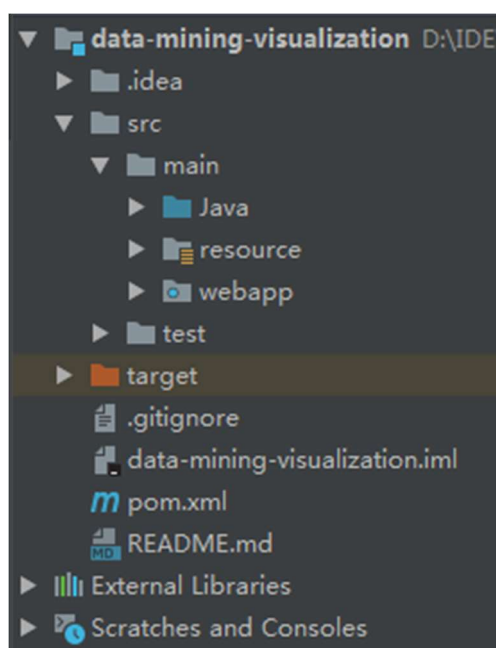 data-mining-visualization D:\IDE
.idea
src
main
Java
resource
webapp
test
target
.gitignore
data-mining-visualization.iml
m pom.xml
MD README.md
External Libraries
Scratches and Consoles